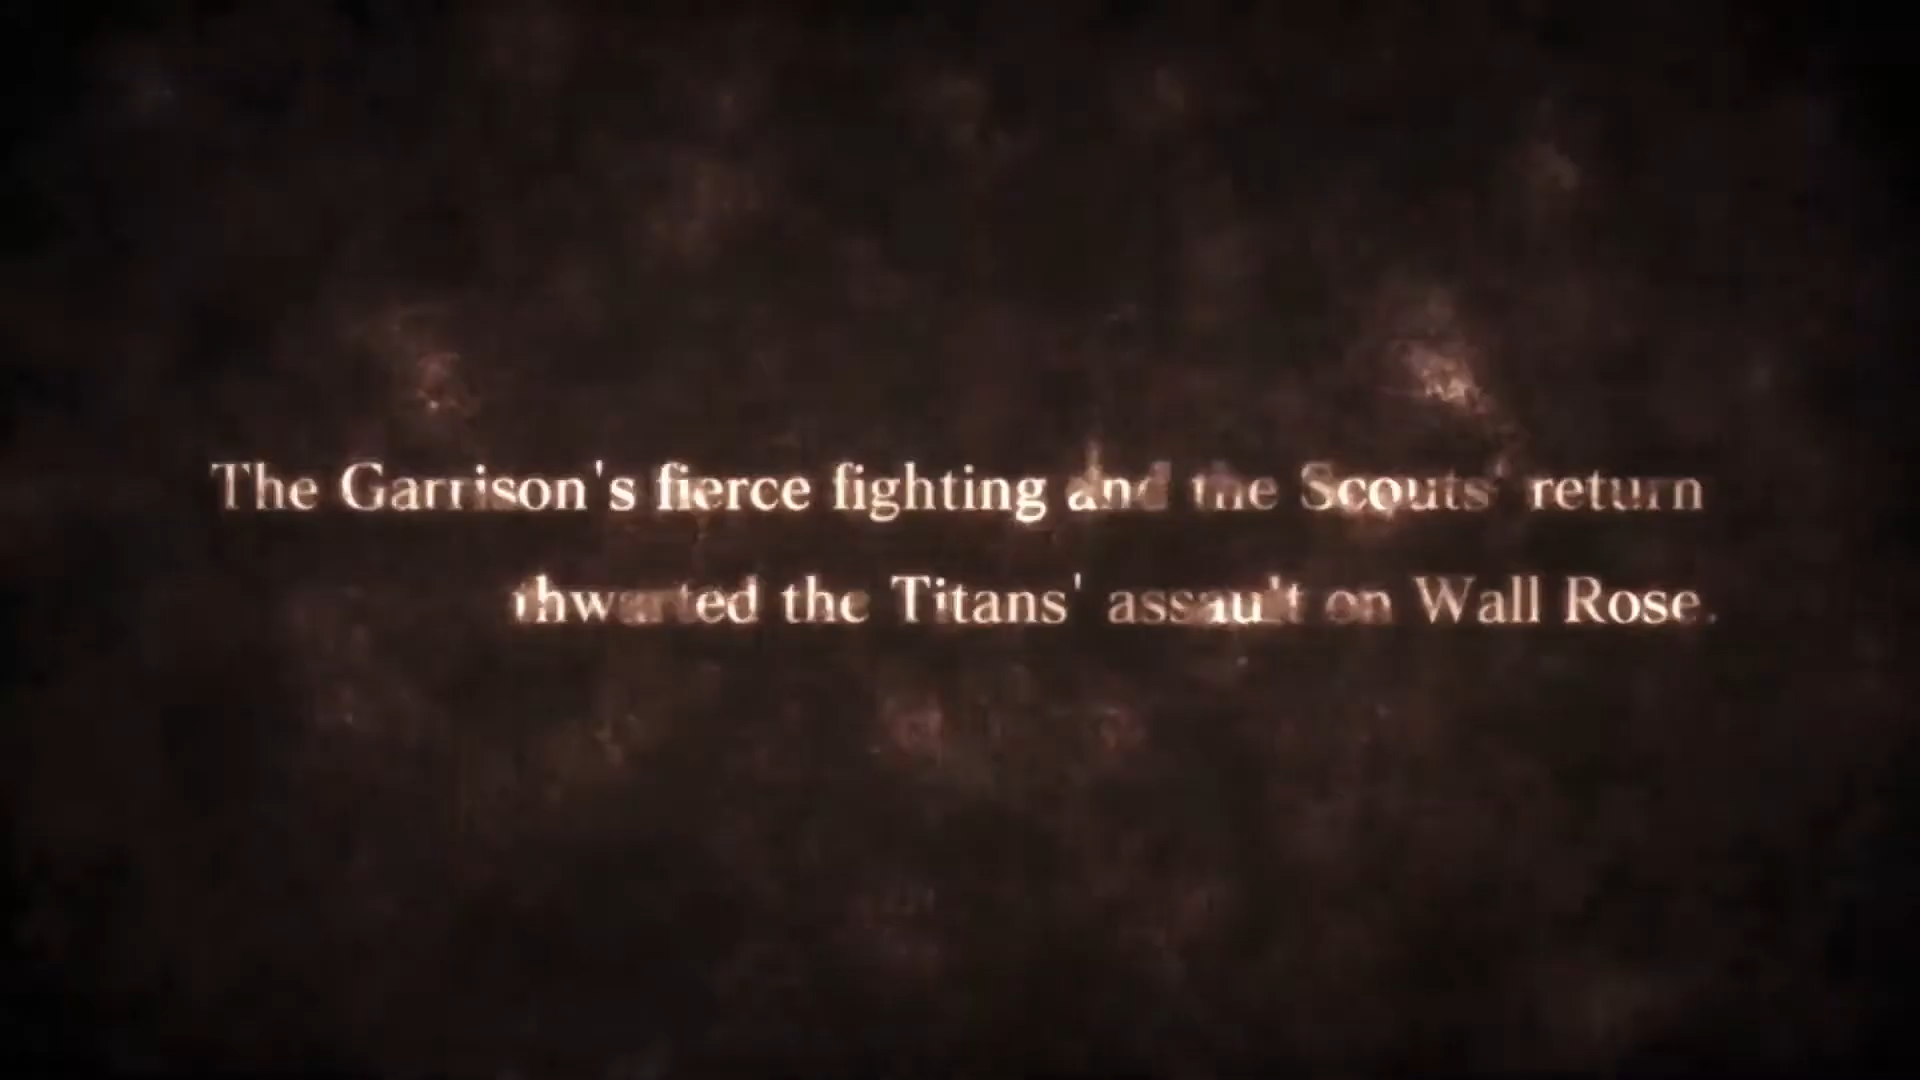 The Garrison's fierce fighting and the Scouts' return
thwarted the Titans' assault on Wall Rose.